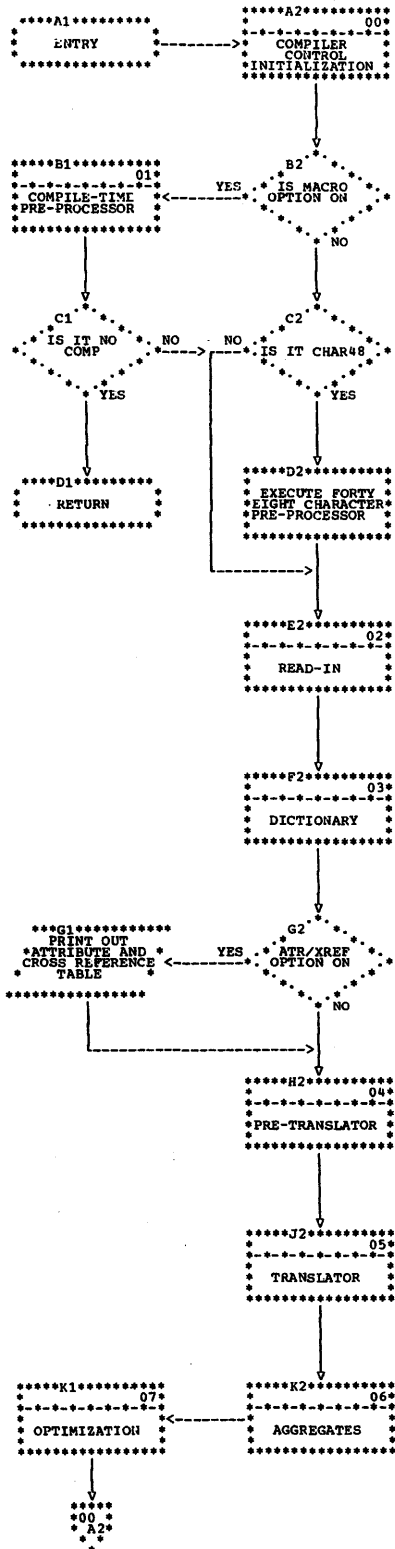 A1
ENTRY
A2
00
COMPILER
CONTROL
INITIALIZATION
B1
01
COMPILE-TIME
PRE-PROCESSOR
YES
B2
IS MACRO
OPTION ON
NO
C1
IS IT NO
COMP
NO
YES
NO
C2
IS IT CHAR48
YES
D1
RETURN
D2
EXECUTE FORTY
EIGHT CHARACTER
PRE-PROCESSOR
E2
02
READ-IN
F2
03
DICTIONARY
G1
PRINT OUT
ATTRIBUTE AND
CROSS REFERENCE
TABLE
YES
G2
ATR/XREF
OPTION ON
NO
H2
04
PRE-TRANSLATOR
J2
05
TRANSLATOR
K1
07
OPTIMIZATION
K2
06
AGGREGATES
00
A2